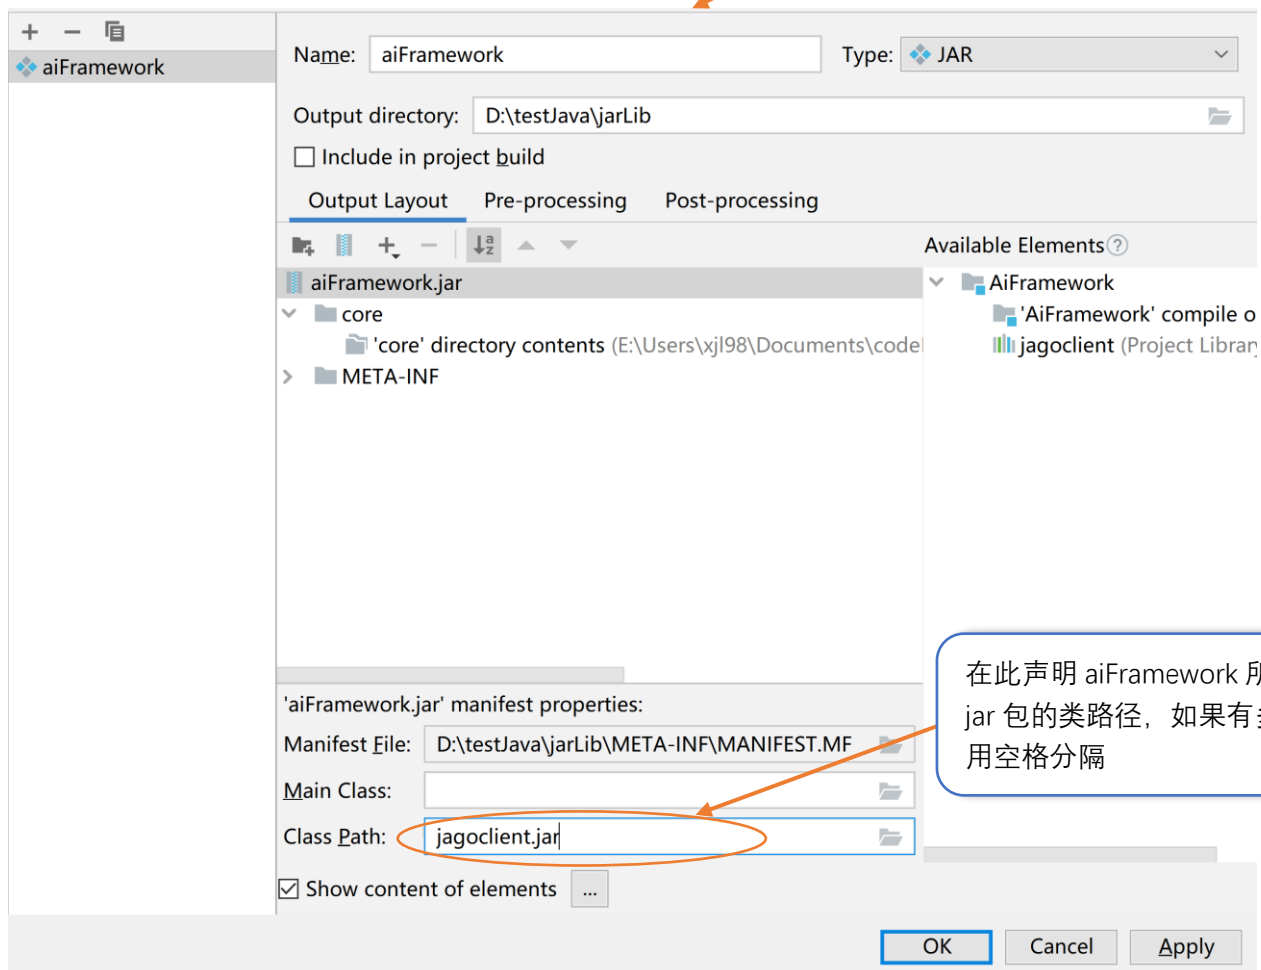 aiFramework
Name: aiFramework Type: JAR
Output directory: D:\testJava\jarLib
Include in project build
Output Layout Pre-processing Post-processing
Available Elements
aiFramework.jar
core
'core' directory contents (E:\Users\xjl98\Documents\code
META-INF
AiFramework
'AiFramework' compile o
jagoclient (Project Library
'aiFramework.jar' manifest properties:
Manifest File: D:\testJava\jarLib\META-INF\MANIFEST.MF
Main Class:
Class Path: jagoclient.jar
Show content of elements ...
在此声明 aiFramework 所
jar 包的类路径，如果有
用空格分隔
OK Cancel Apply